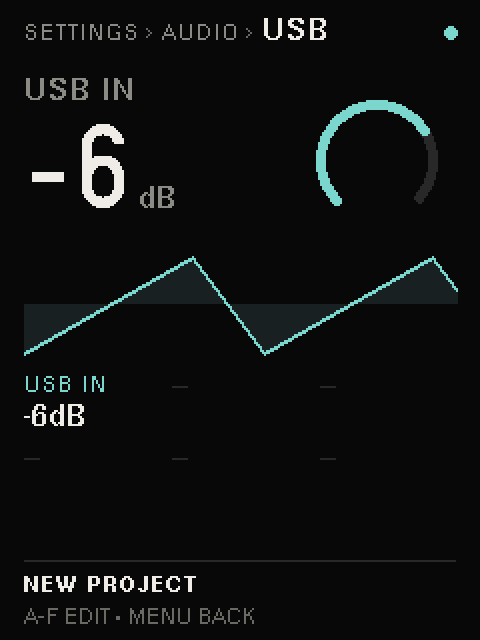 SETTINGS › AUDIO › USB
USB IN
-6 dB
USB IN
-6dB
NEW PROJECT
A-F EDIT · MENU BACK